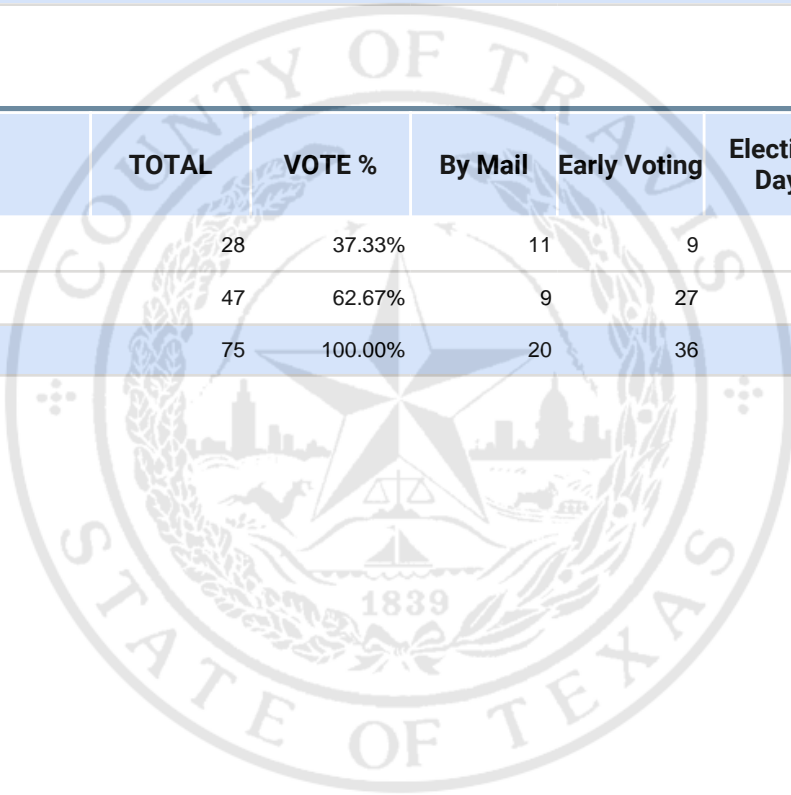 COUNTY OF TRAVIS
TOTAL VOTE % By Mail Early Voting
28 37.33% 11 9
47 62.67% 9 27
75 100.00% 20 36
1839
STATE OF TEXAS